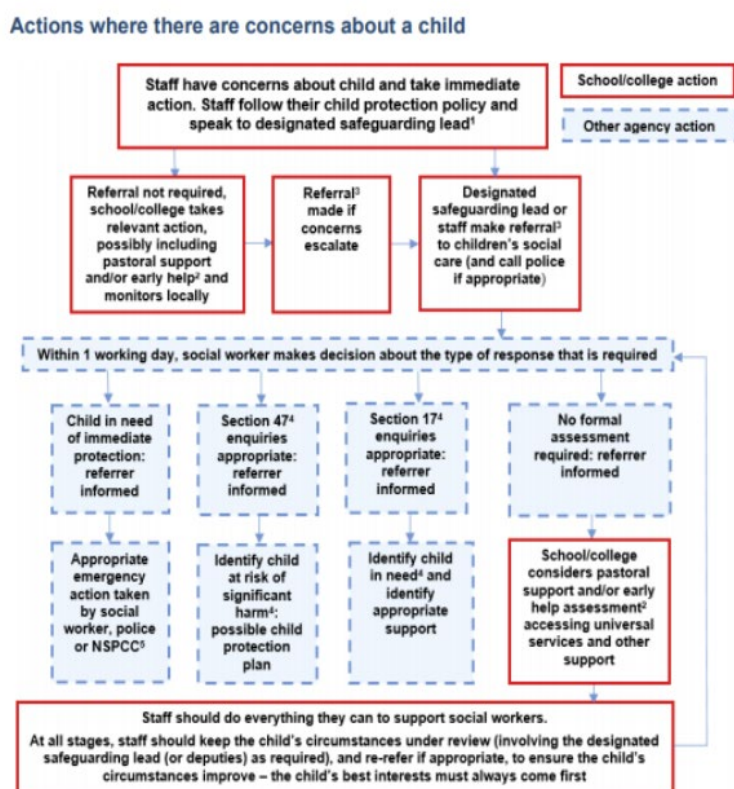 Actions where there are concerns about a child
Staff have concerns about child and take immediate
action. Staff follow their child protection policy and
speak to designated safeguarding lead¹
School/college action
Other agency action
Referral not required,
school/college takes
relevant action,
possibly including
pastoral support
and/or early help² and
monitors locally
Referral³
made if
concerns
escalate
Designated
safeguarding lead or
staff make referral³
to children's social
care (and call police
if appropriate)
Within 1 working day, social worker makes decision about the type of response that is required
Child in need
of immediate
protection:
referrer
informed
Section 47⁴
enquiries
appropriate:
referrer
informed
Section 17⁴
enquiries
appropriate:
referrer
informed
No formal
assessment
required: referrer
informed
Appropriate
emergency
action taken
by social
worker, police
or NSPCC⁵
Identify child
at risk of
significant
harm⁴:
possible child
protection
plan
Identify child
in need⁴ and
identify
appropriate
support
School/college
considers pastoral
support and/or early
help assessment²
accessing universal
services and other
support
Staff should do everything they can to support social workers.
At all stages, staff should keep the child's circumstances under review (involving the designated
safeguarding lead (or deputies) as required), and re-refer if appropriate, to ensure the child's
circumstances improve – the child's best interests must always come first